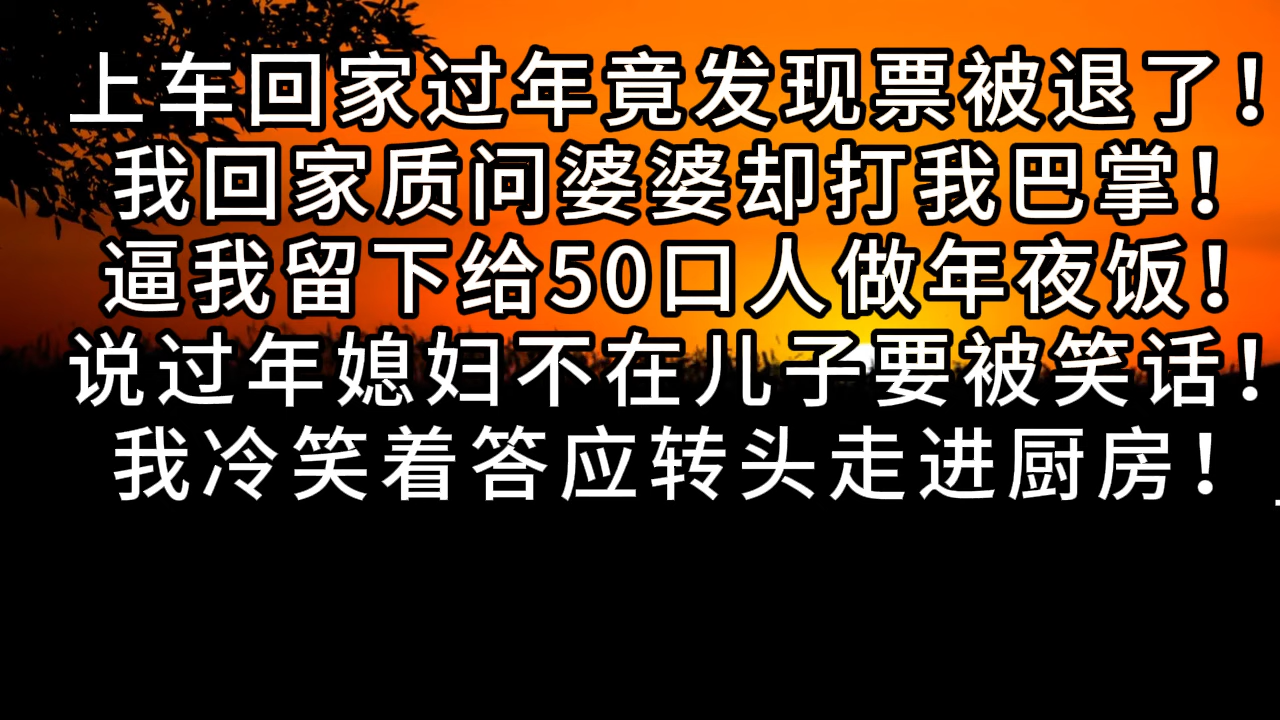 上车回家过年竟发现票被退了！
我回家质问婆婆却打我巴掌！
逼我留下给50口人做年夜饭！
说过年媳妇不在儿子要被笑话！
我冷笑着答应转头走进厨房！